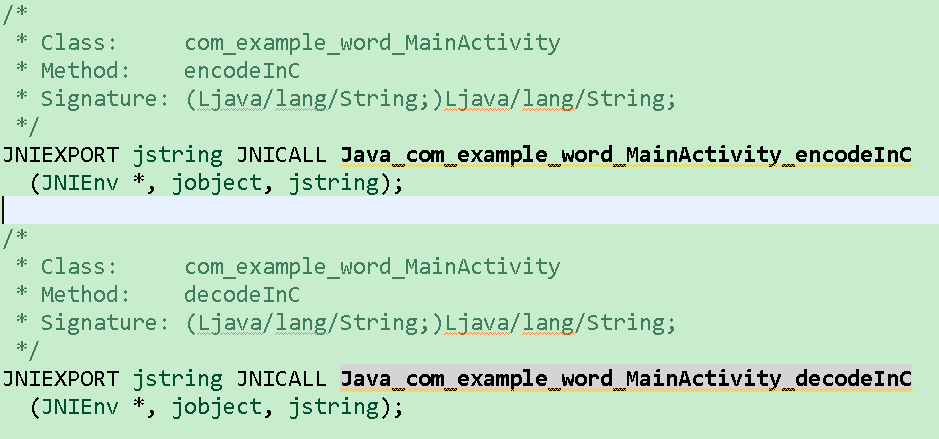 /*
 * Class:     com_example_word_MainActivity
 * Method:    encodeInC
 * Signature: (Ljava/lang/String;)Ljava/lang/String;
 */
JNIEXPORT jstring JNICALL Java_com_example_word_MainActivity_encodeInC
  (JNIEnv *, jobject, jstring);
/*
 * Class:     com_example_word_MainActivity
 * Method:    decodeInC
 * Signature: (Ljava/lang/String;)Ljava/lang/String;
 */
JNIEXPORT jstring JNICALL Java_com_example_word_MainActivity_decodeInC
  (JNIEnv *, jobject, jstring);